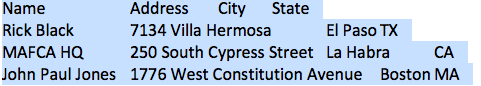 Name Address City State
Rick Black 7134 Villa Hermosa El Paso TX
MAFCA HQ 250 South Cypress Street La Habra CA
John Paul Jones 1776 West Constitution Avenue Boston MA